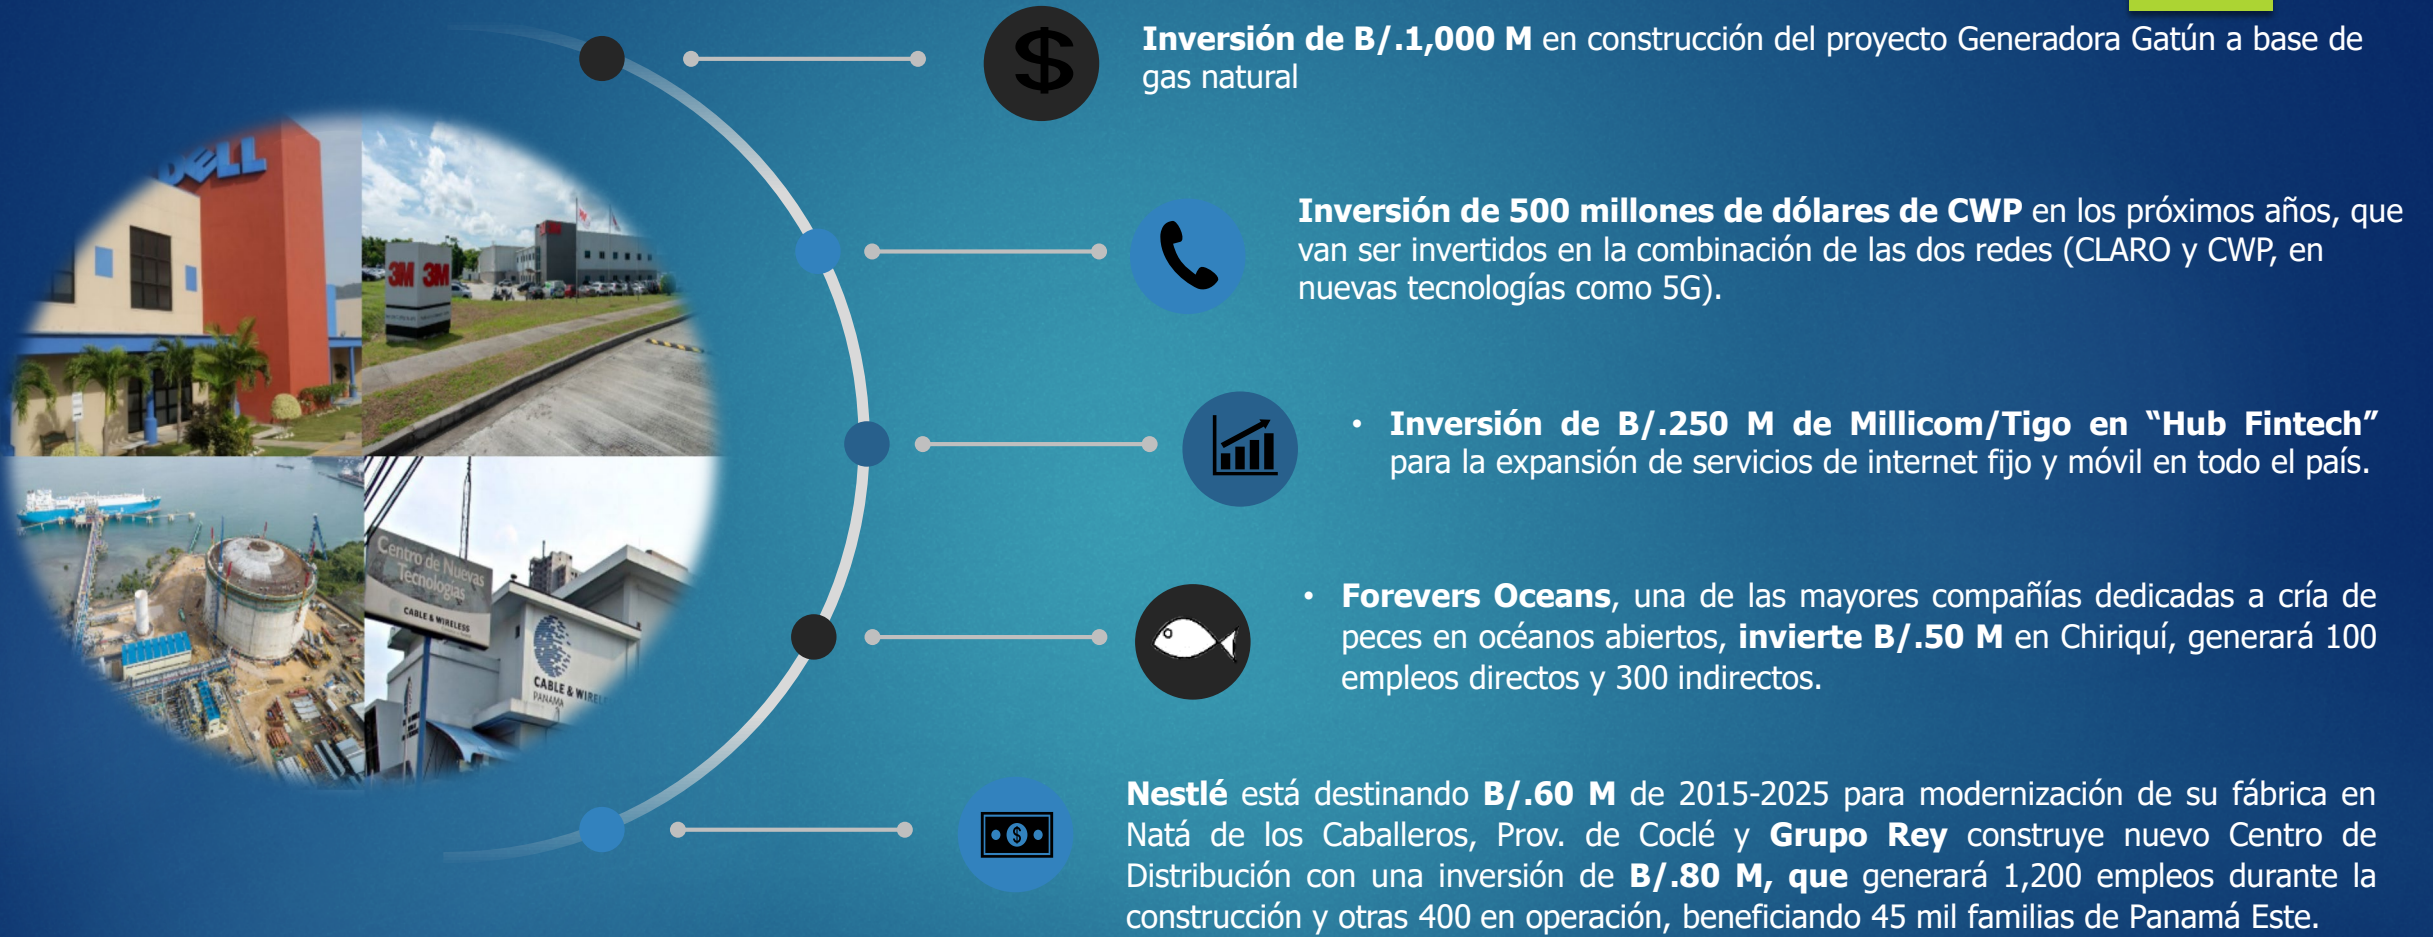 DELL
3M 3M
3M
Centro de Nuevas
Tecnologías
CABLE & WIRELESS
CABLE & WIREL
PANAMA
Inversión de B/.1,000 M en construcción del proyecto Generadora Gatún a base de
gas natural
Inversión de 500 millones de dólares de CWP en los próximos años, que
van ser invertidos en la combinación de las dos redes (CLARO y CWP, en
nuevas tecnologías como 5G).
• Inversión de B/.250 M de Millicom/Tigo en “Hub Fintech”
para la expansión de servicios de internet fijo y móvil en todo el país.
• Forevers Oceans, una de las mayores compañías dedicadas a cría de
peces en océanos abiertos, invierte B/.50 M en Chiriquí, generará 100
empleos directos y 300 indirectos.
Nestlé está destinando B/.60 M de 2015-2025 para modernización de su fábrica en
Natá de los Caballeros, Prov. de Coclé y Grupo Rey construye nuevo Centro de
Distribución con una inversión de B/.80 M, que generará 1,200 empleos durante la
construcción y otras 400 en operación, beneficiando 45 mil familias de Panamá Este.